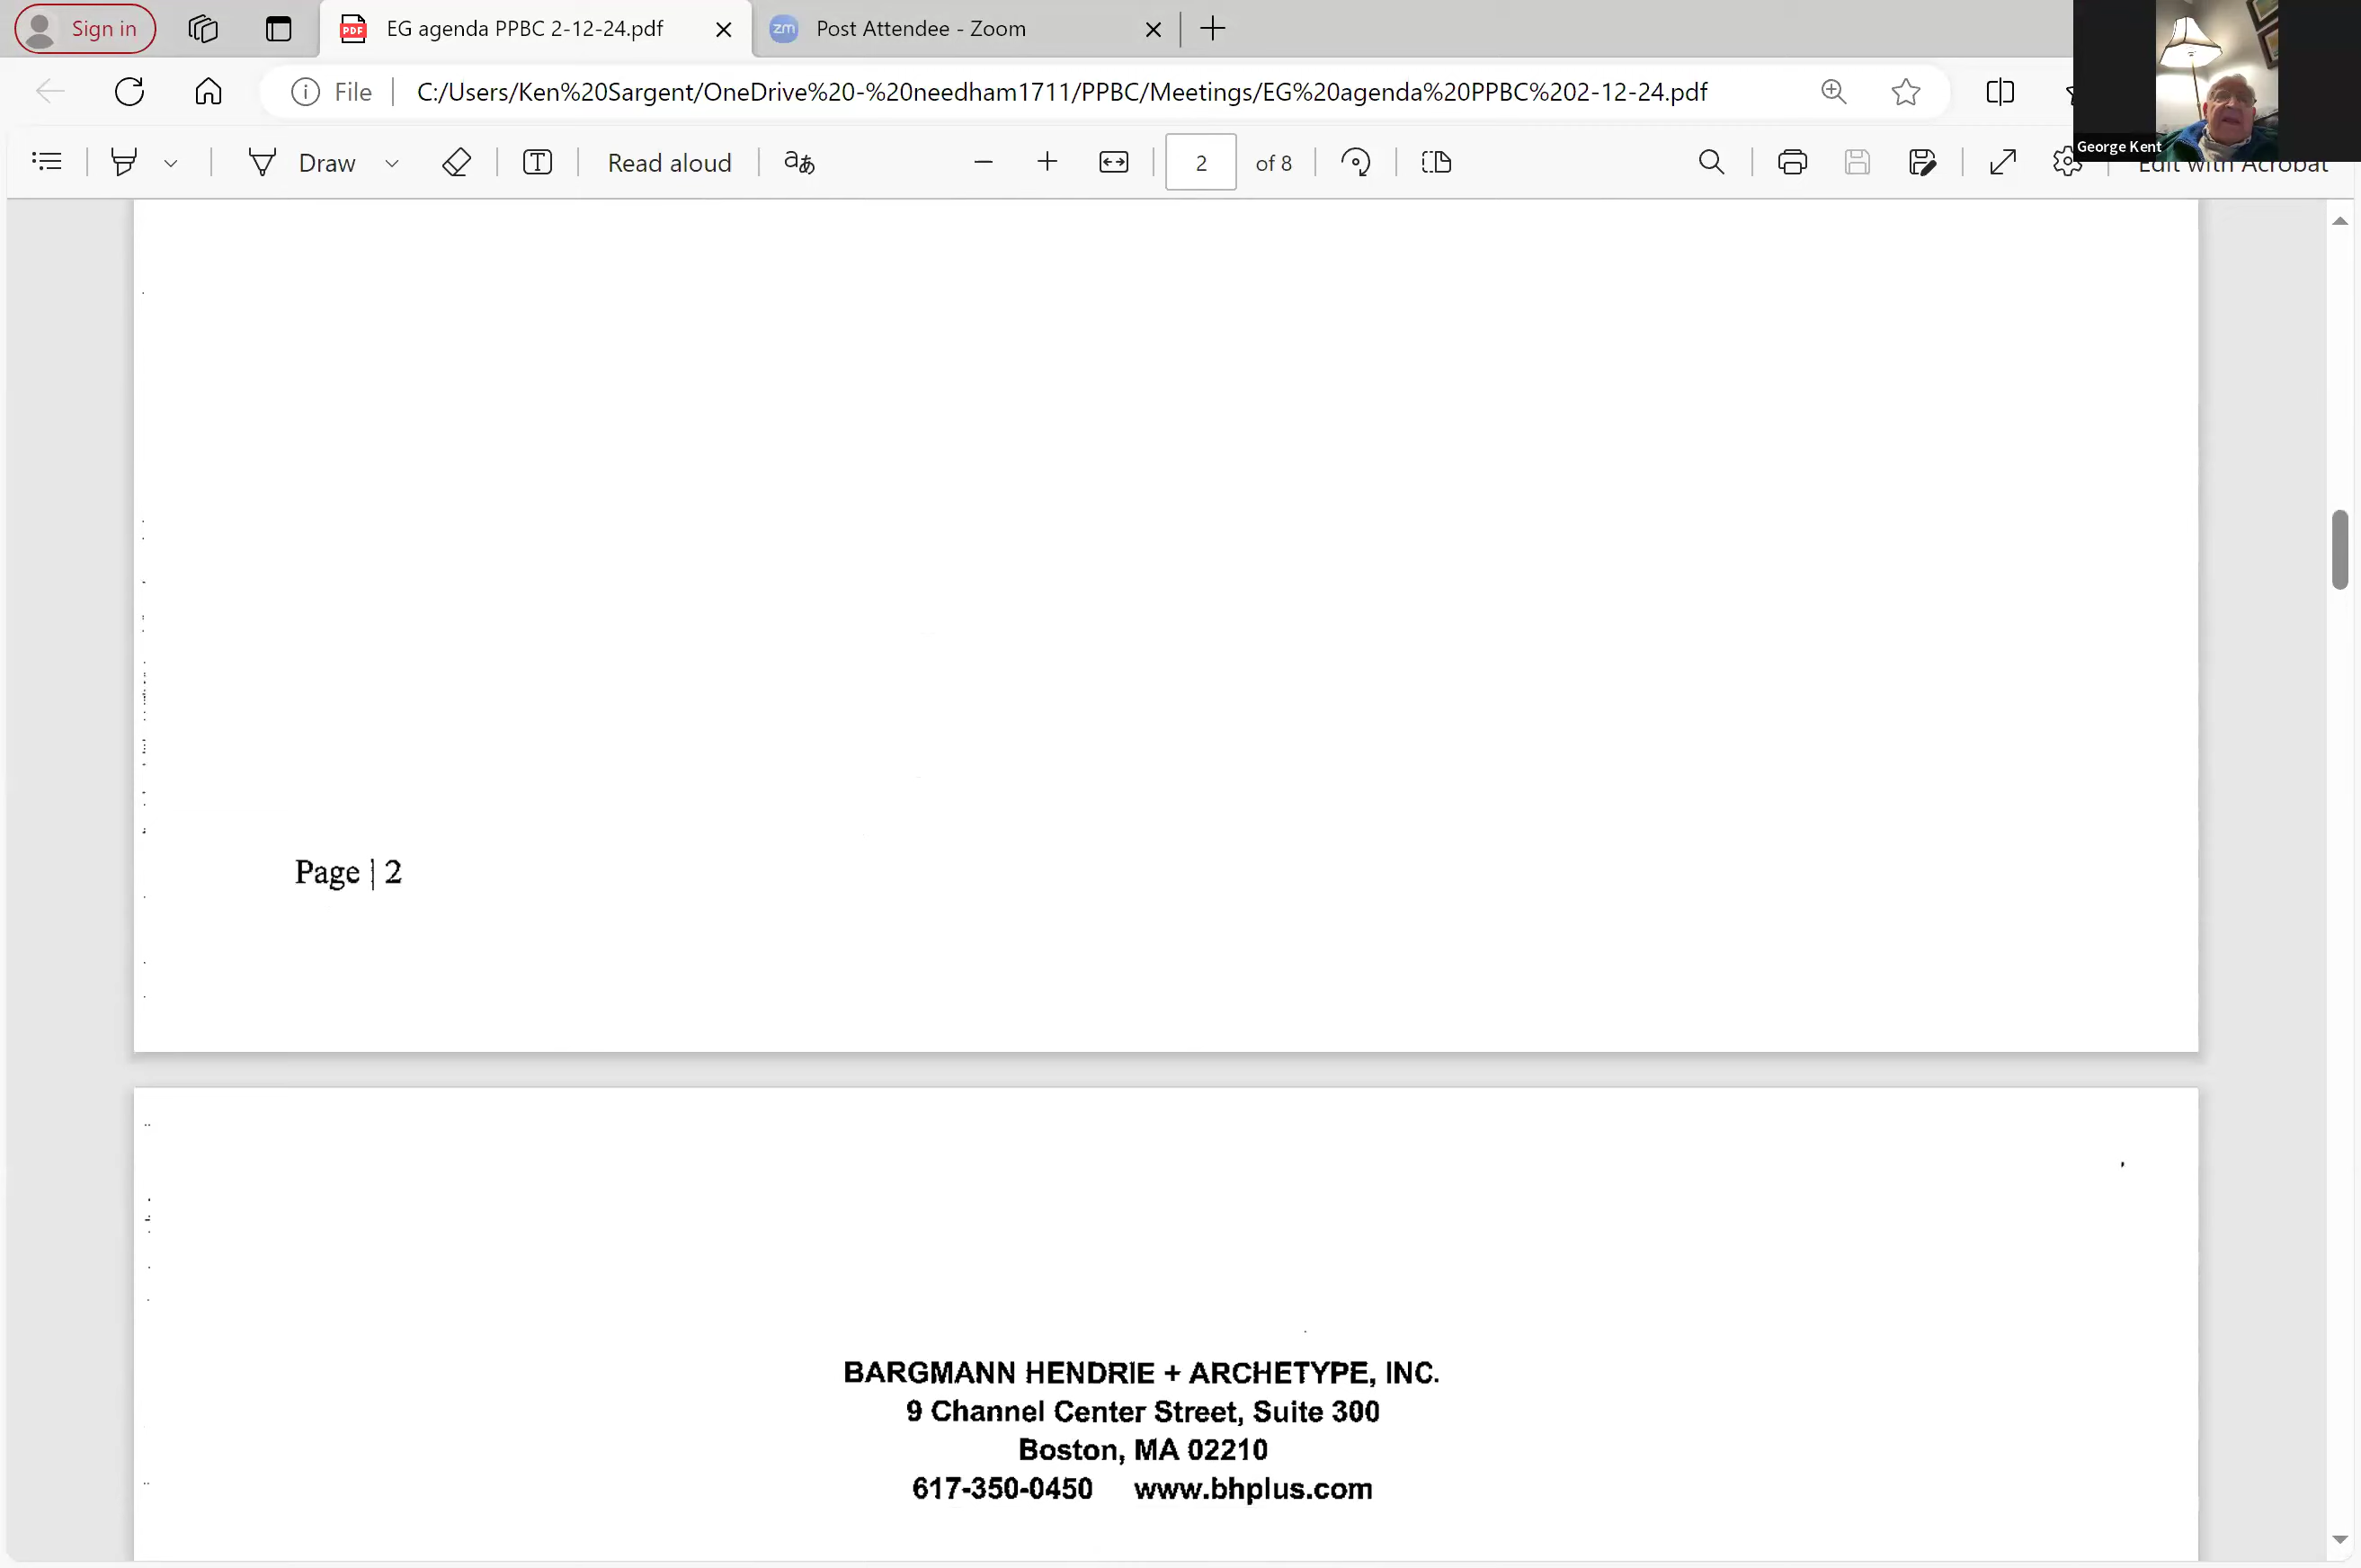 Sign in
EG agenda PPBC 2-12-24.pdf
Post Attendee - Zoom
File
C:/Users/Ken%20Sargent/OneDrive%20-%20needham1711/PPBC/Meetings/EG%20agenda%20PPBC%202-12-24.pdf
George Kent
Draw
Read aloud
2
of 8
Edit with Acrobat
Page | 2
BARGMANN HENDRIE + ARCHETYPE, INC.
9 Channel Center Street, Suite 300
Boston, MA 02210
617-350-0450 www.bhplus.com